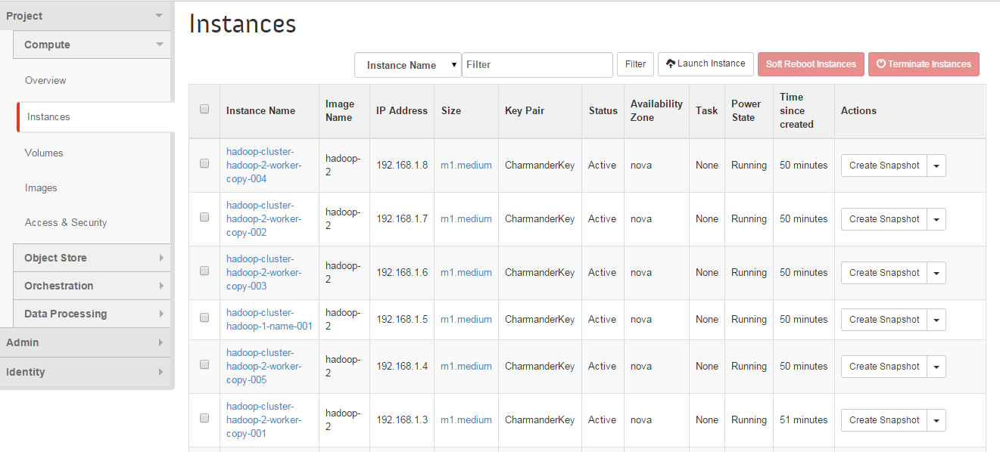 Project
Compute
Overview
Instances
Volumes
Images
Access & Security
Object Store
Orchestration
Data Processing
Admin
Identity
Instances
Instance Name Filter Filter Launch Instance Soft Reboot Instances Terminate Instances
Instance Name Image Name IP Address Size Key Pair Status Availability Zone Task Power State Time since created Actions
hadoop-cluster-
hadoop-2-worker-
copy-004
hadoop-
2
192.168.1.8 m1.medium CharmanderKey Active nova None Running 50 minutes Create Snapshot
hadoop-cluster-
hadoop-2-worker-
copy-002
hadoop-
2
192.168.1.7 m1.medium CharmanderKey Active nova None Running 50 minutes Create Snapshot
hadoop-cluster-
hadoop-2-worker-
copy-003
hadoop-
2
192.168.1.6 m1.medium CharmanderKey Active nova None Running 50 minutes Create Snapshot
hadoop-cluster-
hadoop-1-name-001
hadoop-
2
192.168.1.5 m1.medium CharmanderKey Active nova None Running 50 minutes Create Snapshot
hadoop-cluster-
hadoop-2-worker-
copy-005
hadoop-
2
192.168.1.4 m1.medium CharmanderKey Active nova None Running 50 minutes Create Snapshot
hadoop-cluster-
hadoop-2-worker-
copy-001
hadoop-
2
192.168.1.3 m1.medium CharmanderKey Active nova None Running 51 minutes Create Snapshot